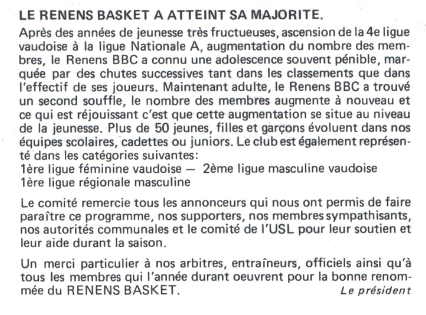 LE RENENS BASKET A ATTEINT SA MAJORITE.
Après des années de jeunesse très fructueuses, ascension de la 4e ligue
vaudoise à la ligue Nationale A, augmentation du nombre des mem-
bres, le Renens BBC a connu une adolescence souvent pénible, mar-
quée par des chutes successives tant dans les classements que dans
l'effectif de ses joueurs. Maintenant adulte, le Renens BBC a trouvé
un second souffle, le nombre des membres augmente à nouveau et
ce qui est réjouissant c'est que cette augmentation se situe au niveau
de la jeunesse. Plus de 50 jeunes, filles et garçons évoluent dans nos
équipes scolaires, cadettes ou juniors. Le club est également représen-
té dans les catégories suivantes:
1ère ligue féminine vaudoise — 2ème ligue masculine vaudoise
1ère ligue régionale masculine
Le comité remercie tous les annonceurs qui nous ont permis de faire
paraître ce programme, nos supporters, nos membres sympathisants,
nos autorités communales et le comité de l'USL pour leur soutien et
leur aide durant la saison.
Un merci particulier à nos arbitres, entraîneurs, officiels ainsi qu'à
tous les membres qui l'année durant oeuvrent pour la bonne renom-
mée du RENENS BASKET. Le président